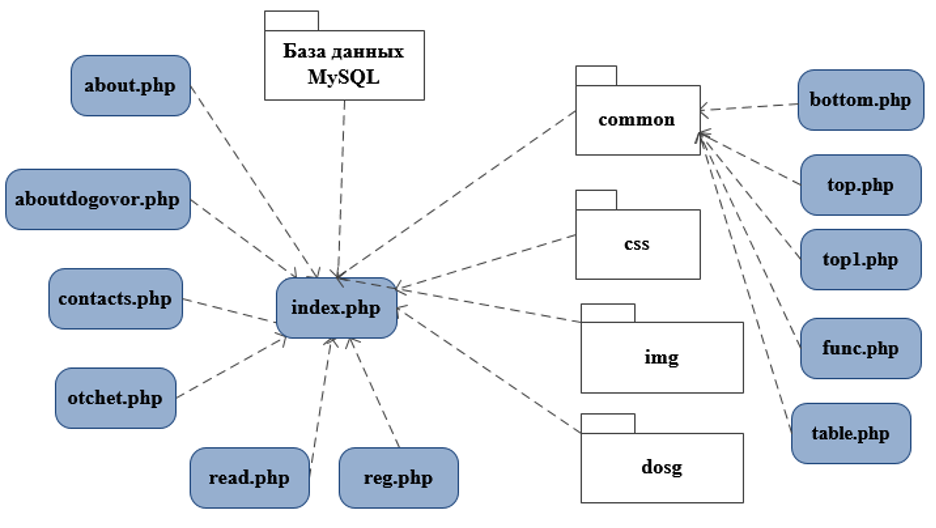 База данных
MySQL
about.php
common
bottom.php
aboutdogovor.php
top.php
css
top1.php
contacts.php
index.php
img
func.php
otchet.php
table.php
read.php
reg.php
dosg